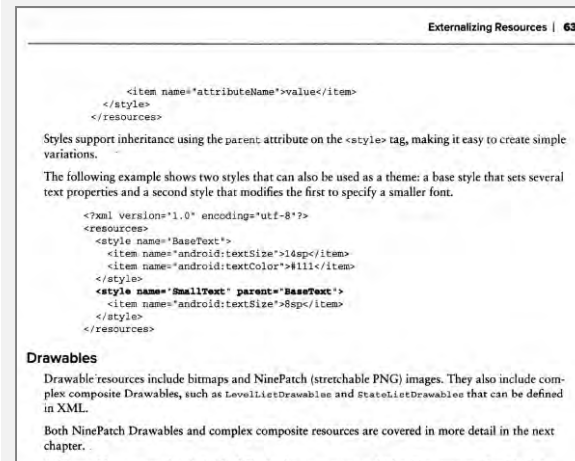 Externalizing Resources | 63
<item name="attributeName">value</item>
</style>
</resources>
Styles support inheritance using the parent attribute on the <style> tag, making it easy to create simple
variations.
The following example shows two styles that can also be used as a theme: a base style that sets several
text properties and a second style that modifies the first to specify a smaller font.
<?xml version="1.0" encoding="utf-8"?>
<resources>
<style name="BaseText">
<item name="android:textSize">14sp</item>
<item name="android:textColor">#111</item>
</style>
<style name="SmallText" parent="BaseText">
<item name="android:textSize">8sp</item>
</style>
</resources>
Drawables
Drawable resources include bitmaps and NinePatch (stretchable PNG) images. They also include com-
plex composite Drawables, such as LevelListDrawables and StateListDrawables that can be defined
in XML.
Both NinePatch Drawables and complex composite resources are covered in more detail in the next
chapter.